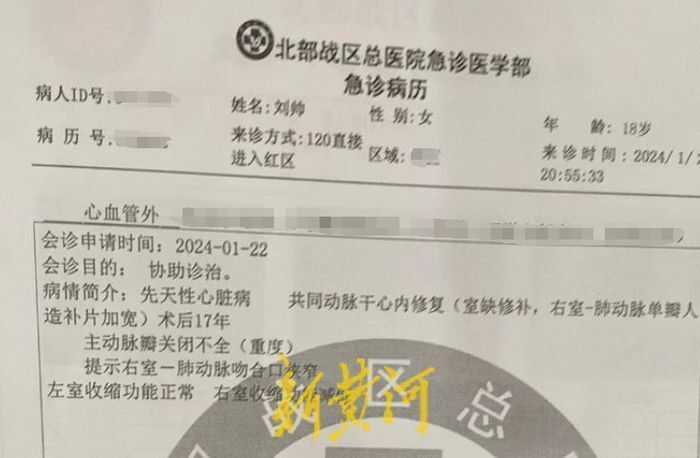 北部战区总医院急诊医学部
急诊病历
病人ID号.
姓名:刘帅
性 别:女
年 龄:18岁
病 历 号.
来诊方式:120直接
进入红区
区域:
来诊时间:2024/1/2
20:55:33
心血管外
会诊申请时间:2024-01-22
会诊目的: 协助诊治。
病情简介:先天性心脏病 共同动脉干心内修复(室缺修补,右室-肺动脉单瓣人
造补片加宽)术后17年
主动脉瓣关闭不全(重度)
提示右室-肺动脉吻合口狭窄
左室收缩功能正常 右室收缩
新黄河
战区总